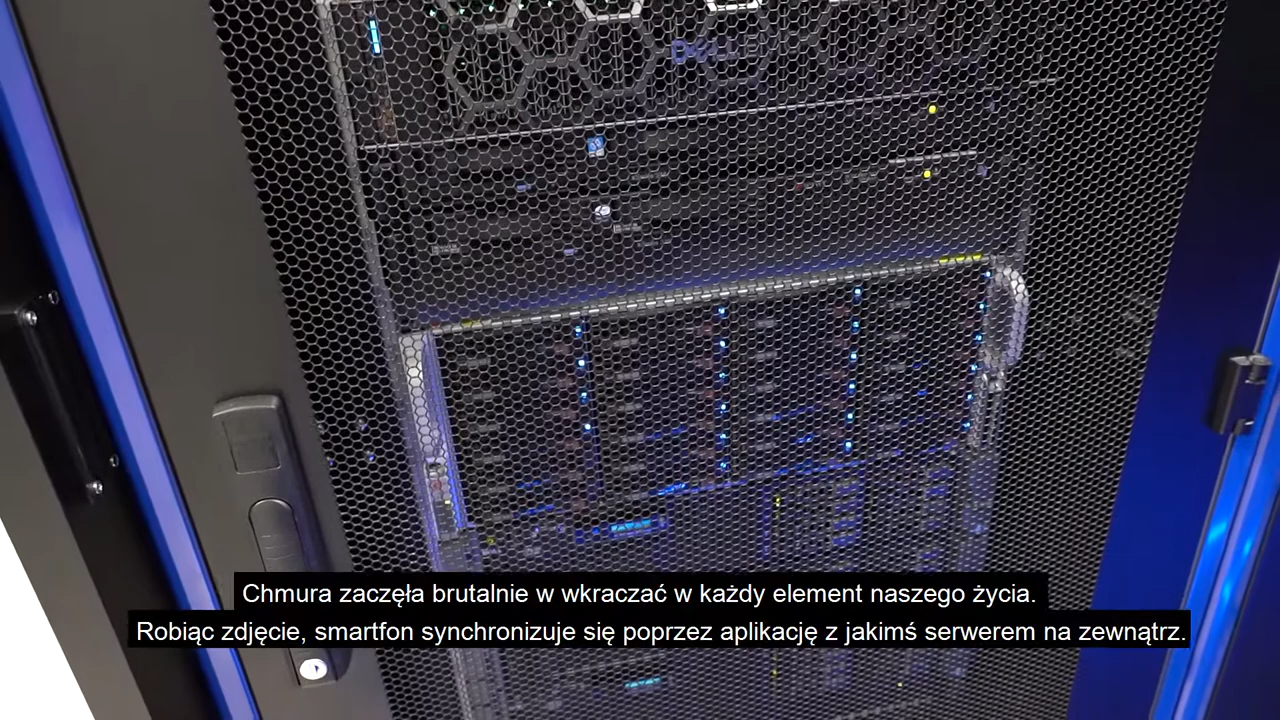 DELL
Chmura zaczęła brutalnie w wkraczać w każdy element naszego życia.
Robiąc zdjęcie, smartfon synchronizuje się poprzez aplikację z jakimś serwerem na zewnątrz.